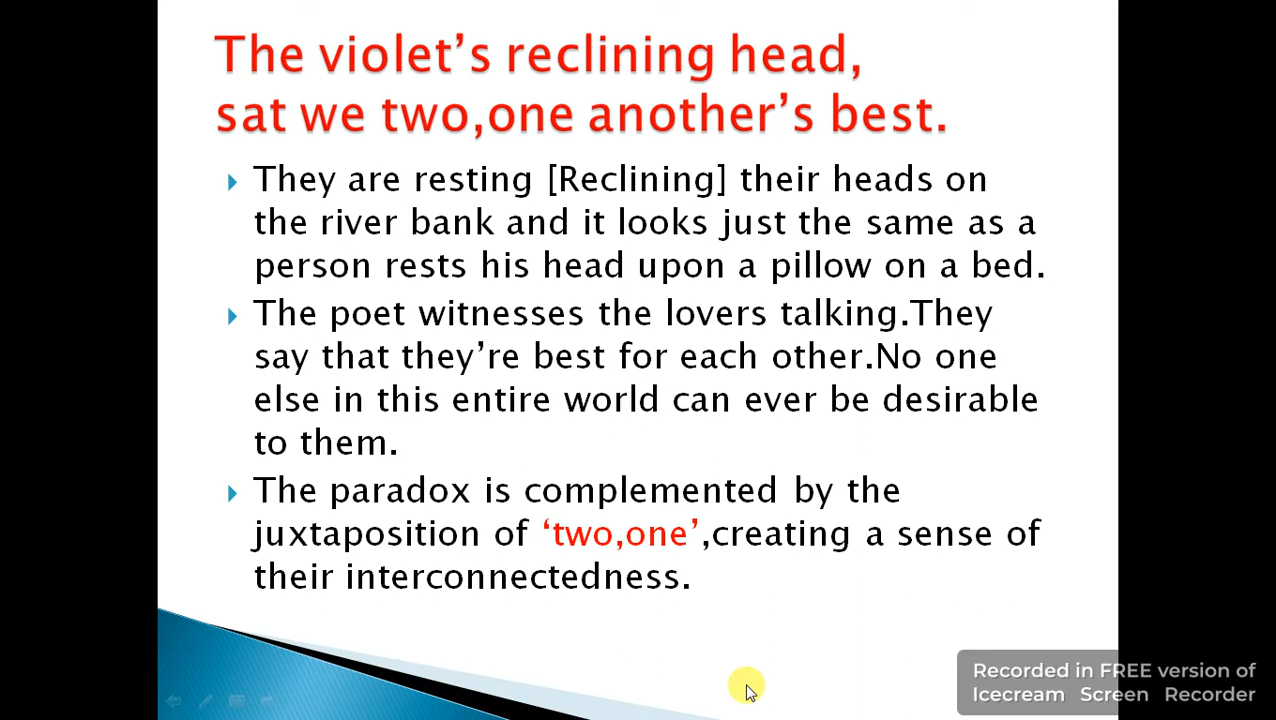 The violet’s reclining head,
sat we two,one another’s best.
They are resting [Reclining] their heads on
the river bank and it looks just the same as a
person rests his head upon a pillow on a bed.
The poet witnesses the lovers talking.They
say that they’re best for each other.No one
else in this entire world can ever be desirable
to them.
The paradox is complemented by the
juxtaposition of ‘two,one’,creating a sense of
their interconnectedness.
Recorded in FREE version of
Icecream Screen Recorder